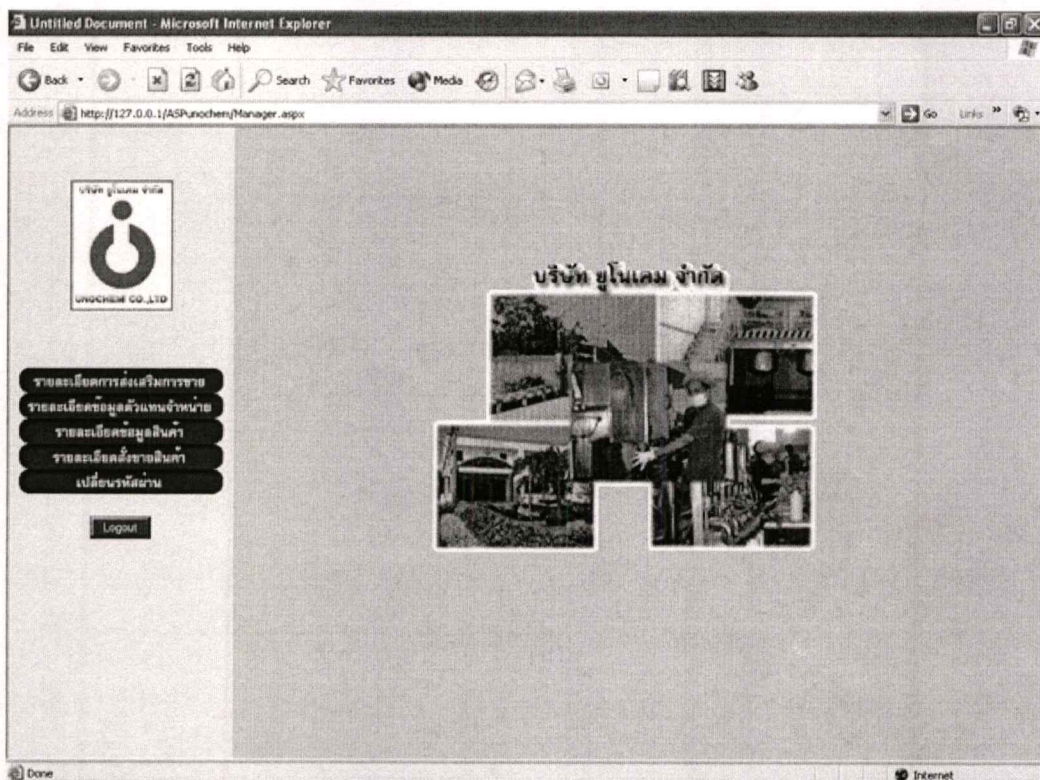 Untitled Document - Microsoft Internet Explorer
File Edit View Favorites Tools Help
Back Search Favorites Media
Address http://127.0.0.1/ASPunochem/Manager.aspx Go Links »
บริษัท ยูโนเคม จำกัด
UNOCHEM CO.,LTD
บริษัท ยูโนเคม จำกัด
รายละเอียดการส่งเสริมการขาย
รายละเอียดข้อมูลตัวแทนจำหน่าย
รายละเอียดข้อมูลสินค้า
รายละเอียดสั่งขายสินค้า
เปลี่ยนรหัสผ่าน
Logout
Done Internet